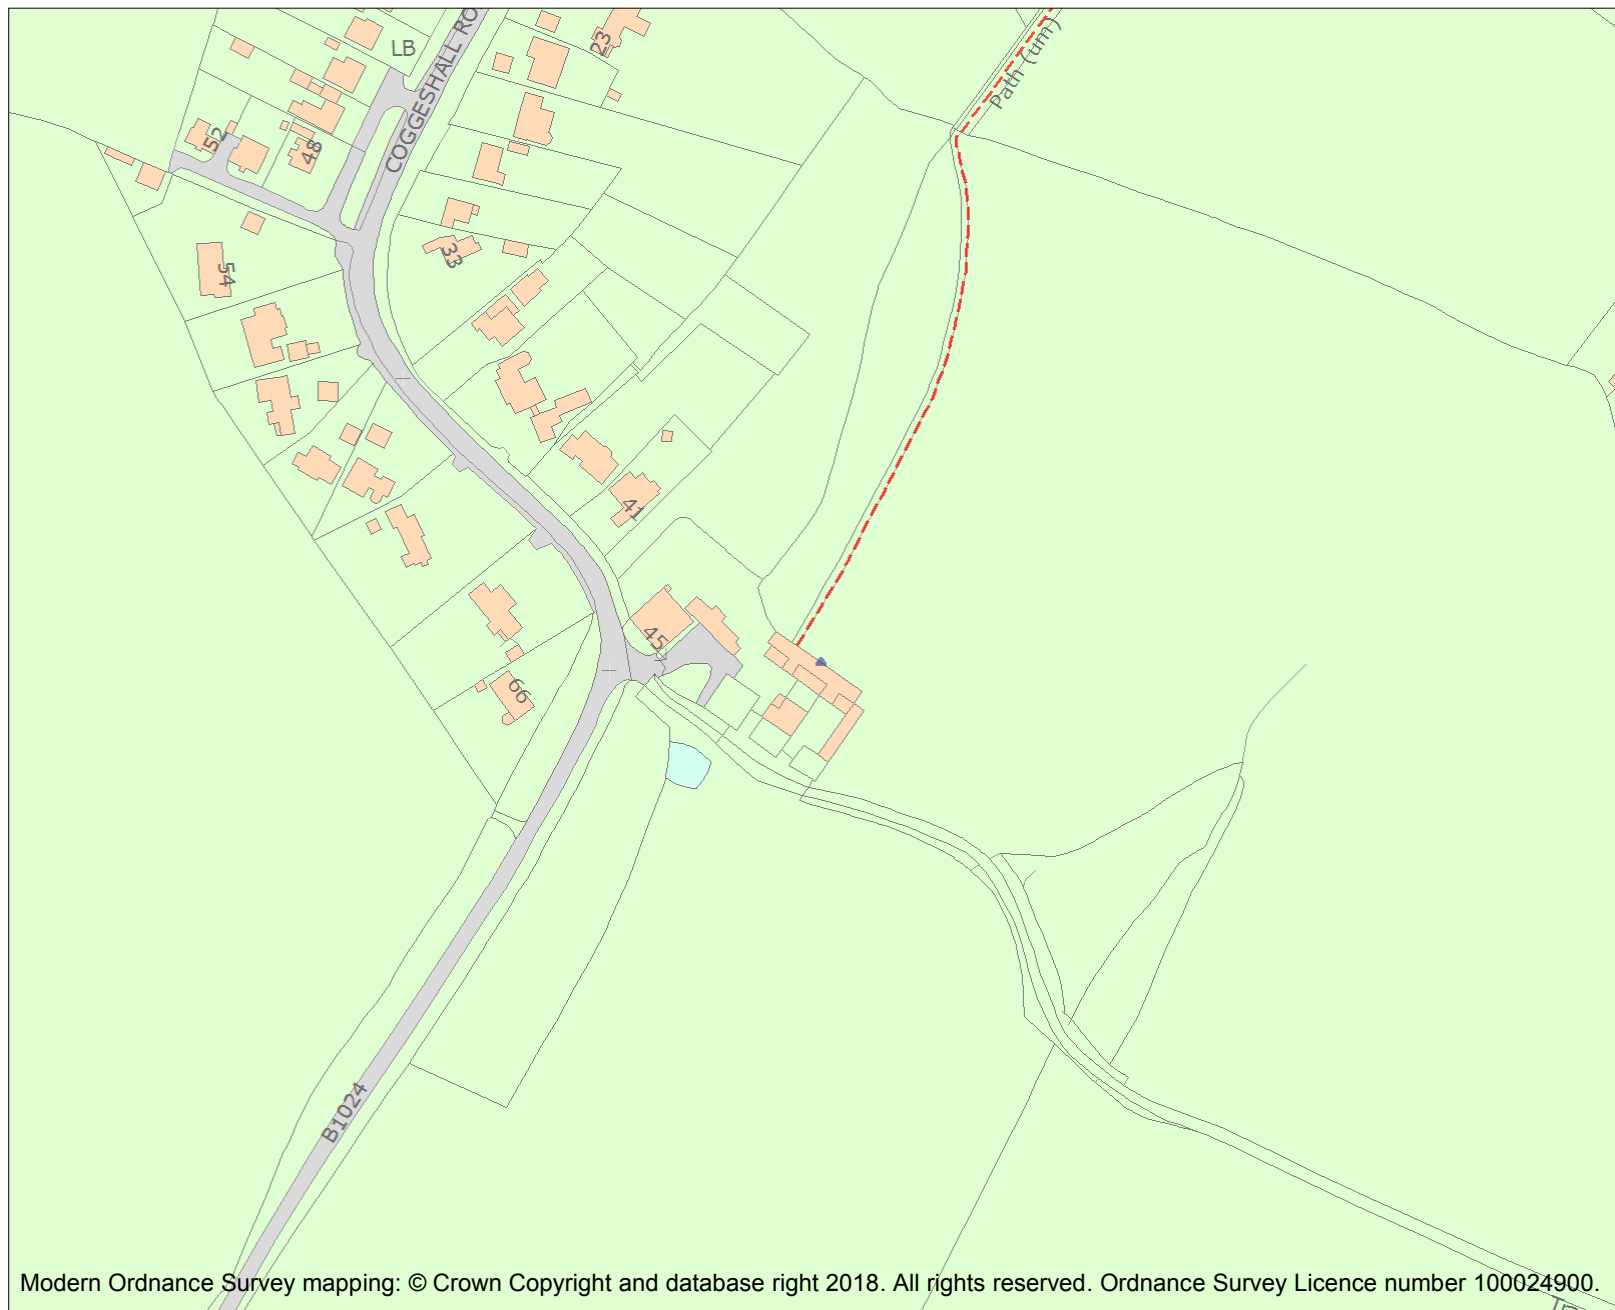 LB
COGGESHALL RO
23
Path (um)
52
48
33
54
41
45
66
B1024
Modern Ordnance Survey mapping: © Crown Copyright and database right 2018. All rights reserved. Ordnance Survey Licence number 100024900.